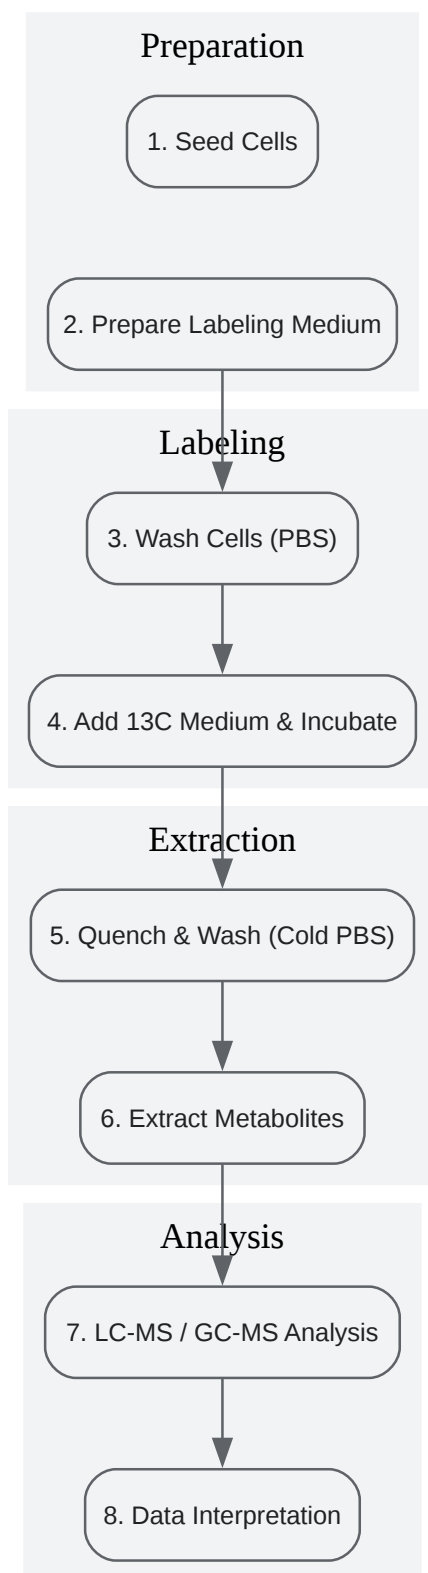 Preparation
1. Seed Cells
2. Prepare Labeling Medium
Labeling
3. Wash Cells (PBS)
4. Add 13C Medium & Incubate
Extraction
5. Quench & Wash (Cold PBS)
6. Extract Metabolites
Analysis
7. LC-MS / GC-MS Analysis
8. Data Interpretation